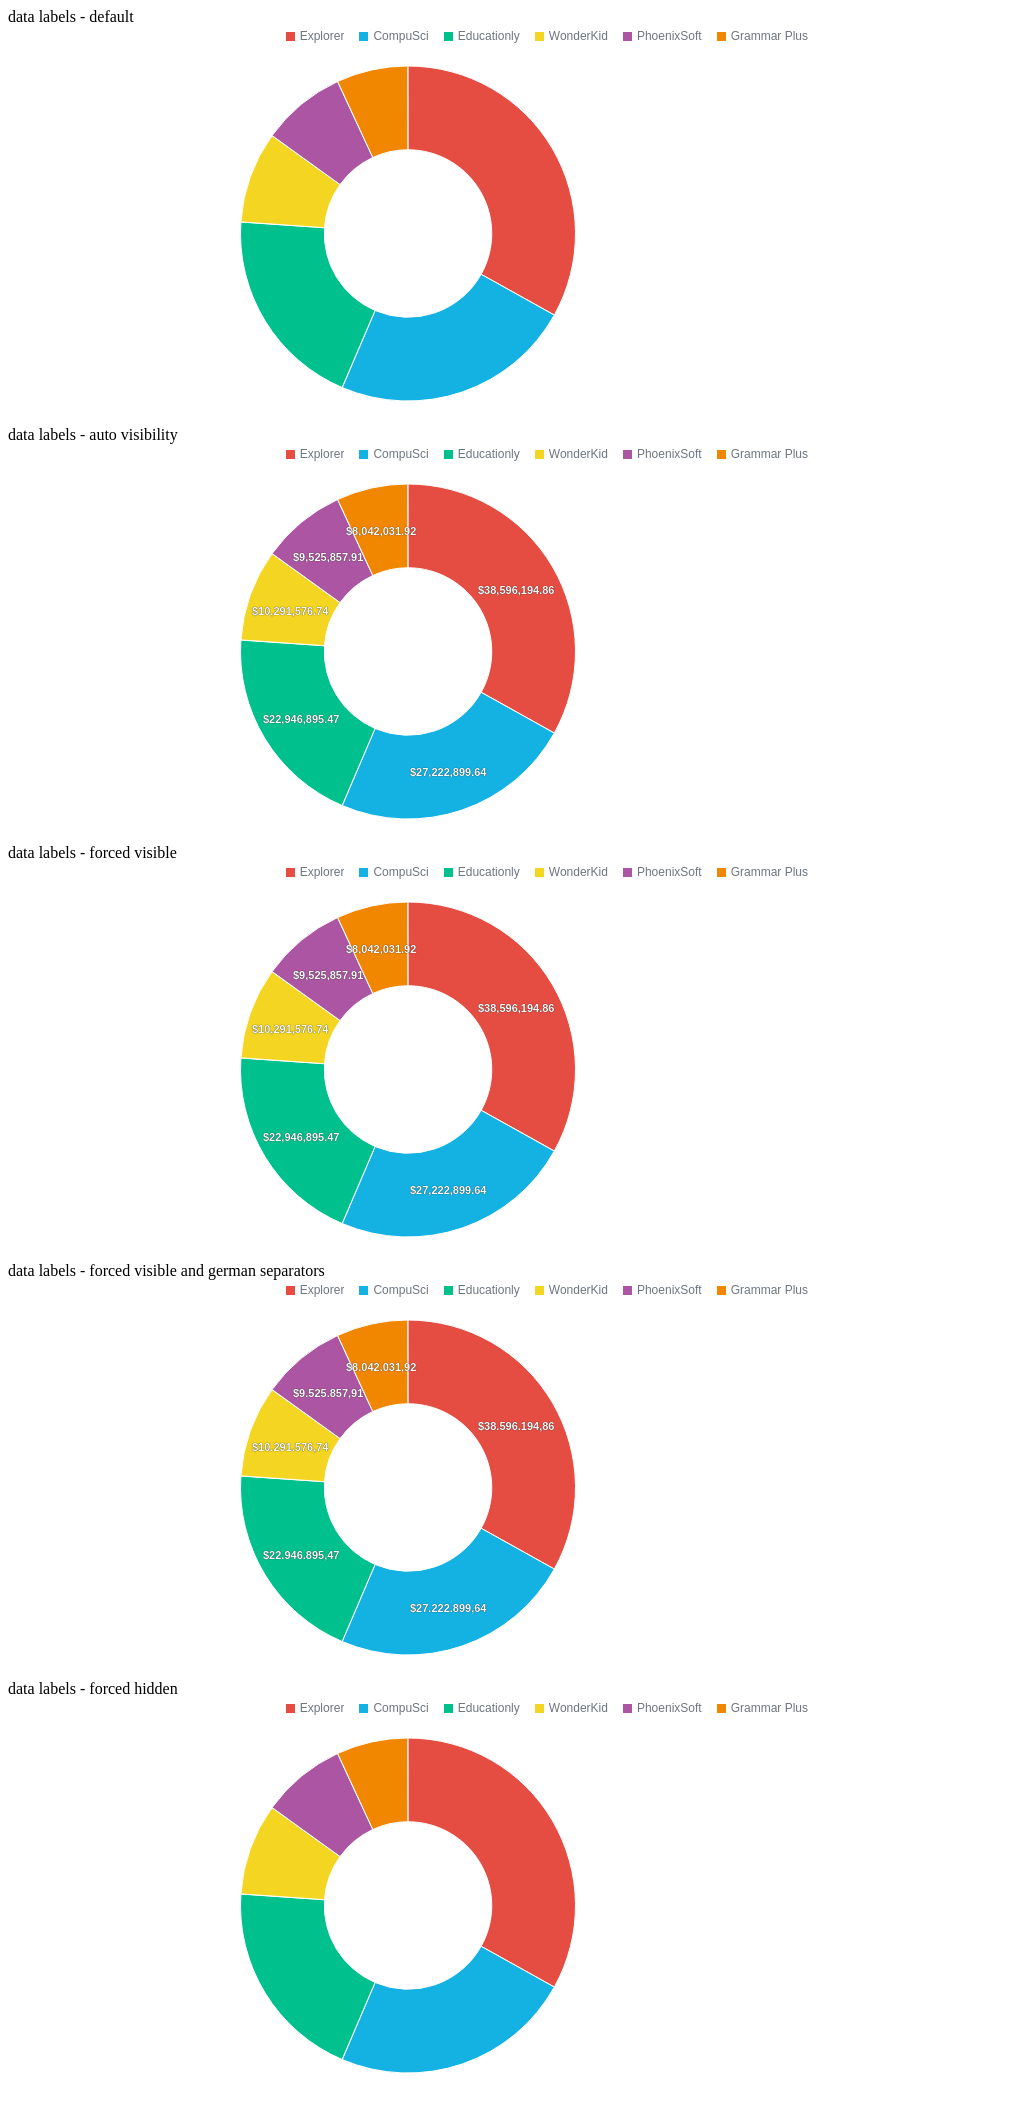 data labels - default
Explorer CompuSci Educationly WonderKid PhoenixSoft Grammar Plus
data labels - auto visibility
Explorer CompuSci Educationly WonderKid PhoenixSoft Grammar Plus
$8,042,031.92
$9,525,857.91
$38,596,194.86
$10,291,576.74
$22,946,895.47
$27,222,899.64
data labels - forced visible
Explorer CompuSci Educationly WonderKid PhoenixSoft Grammar Plus
$8,042,031.92
$9,525,857.91
$38,596,194.86
$10,291,576.74
$22,946,895.47
$27,222,899.64
data labels - forced visible and german separators
Explorer CompuSci Educationly WonderKid PhoenixSoft Grammar Plus
$8.042.031,92
$9.525.857,91
$38.596.194,86
$10.291.576,74
$22.946.895,47
$27.222.899,64
data labels - forced hidden
Explorer CompuSci Educationly WonderKid PhoenixSoft Grammar Plus